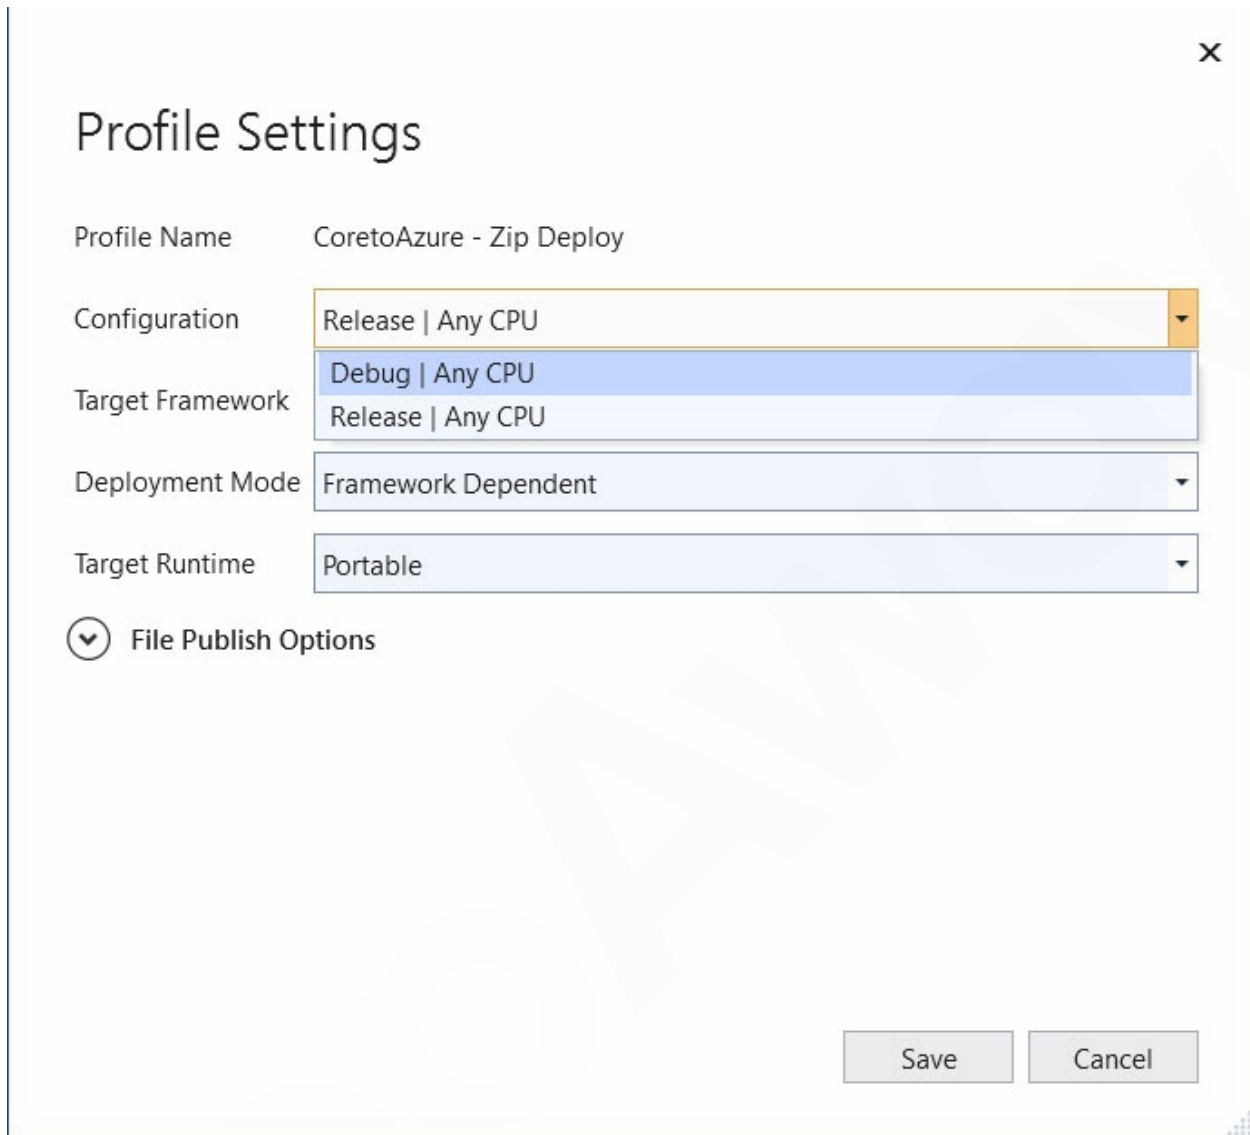 Profile Settings
Profile Name CoretoAzure - Zip Deploy
Configuration Release | Any CPU
Debug | Any CPU
Target Framework
Release | Any CPU
Deployment Mode Framework Dependent
Target Runtime Portable
File Publish Options
Save Cancel